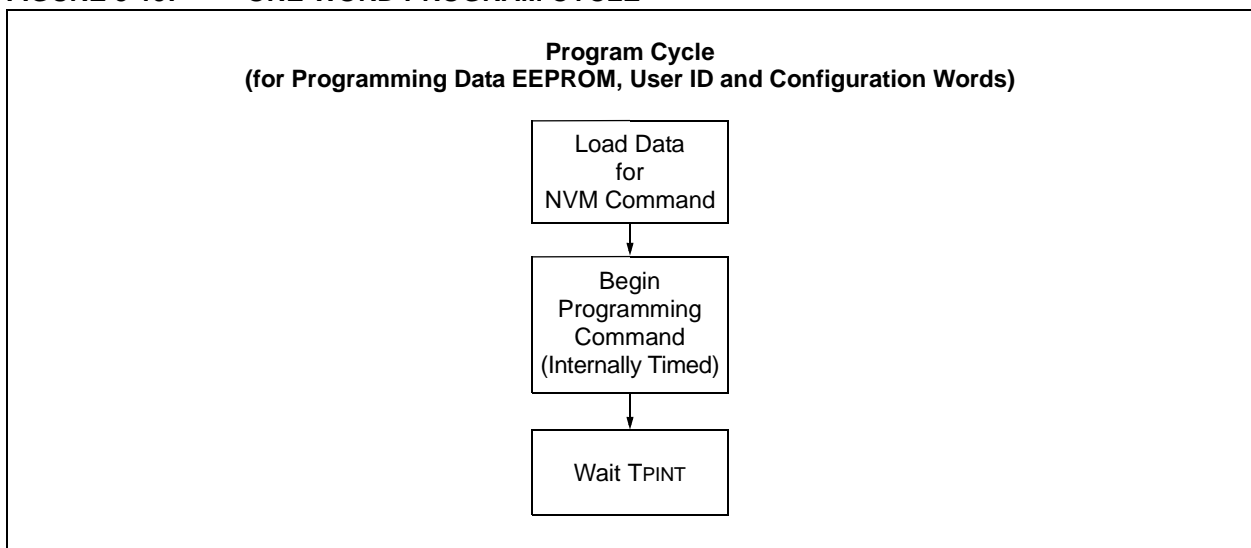 Program Cycle
(for Programming Data EEPROM, User ID and Configuration Words)
Load Data
for
NVM Command
Begin
Programming
Command
(Internally Timed)
Wait TPINT